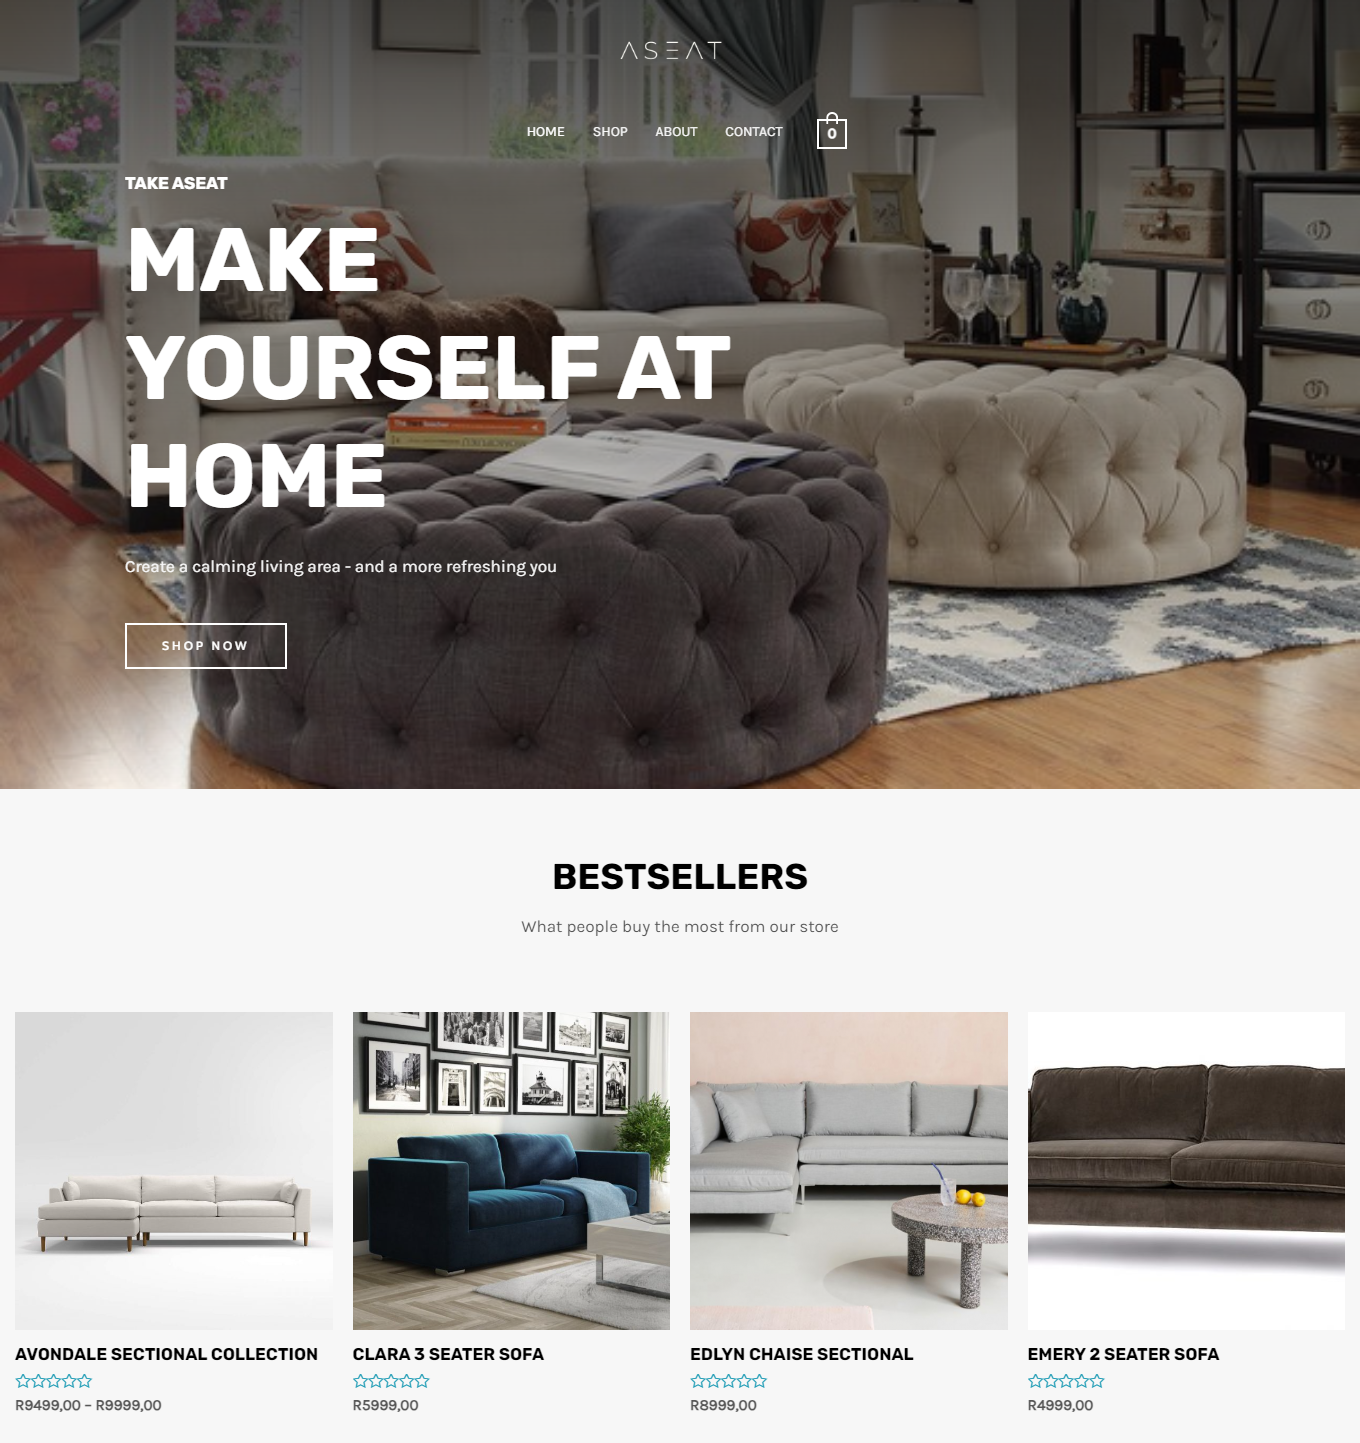 ASEAT
HOME SHOP ABOUT CONTACT 0
TAKE ASEAT
MAKE
YOURSELF AT
HOME
Create a calming living area - and a more refreshing you
SHOP NOW
BESTSELLERS
What people buy the most from our store
AVONDALE SECTIONAL COLLECTION
R9499,00 – R9999,00
CLARA 3 SEATER SOFA
R5999,00
EDLYN CHAISE SECTIONAL
R8999,00
EMERY 2 SEATER SOFA
R4999,00